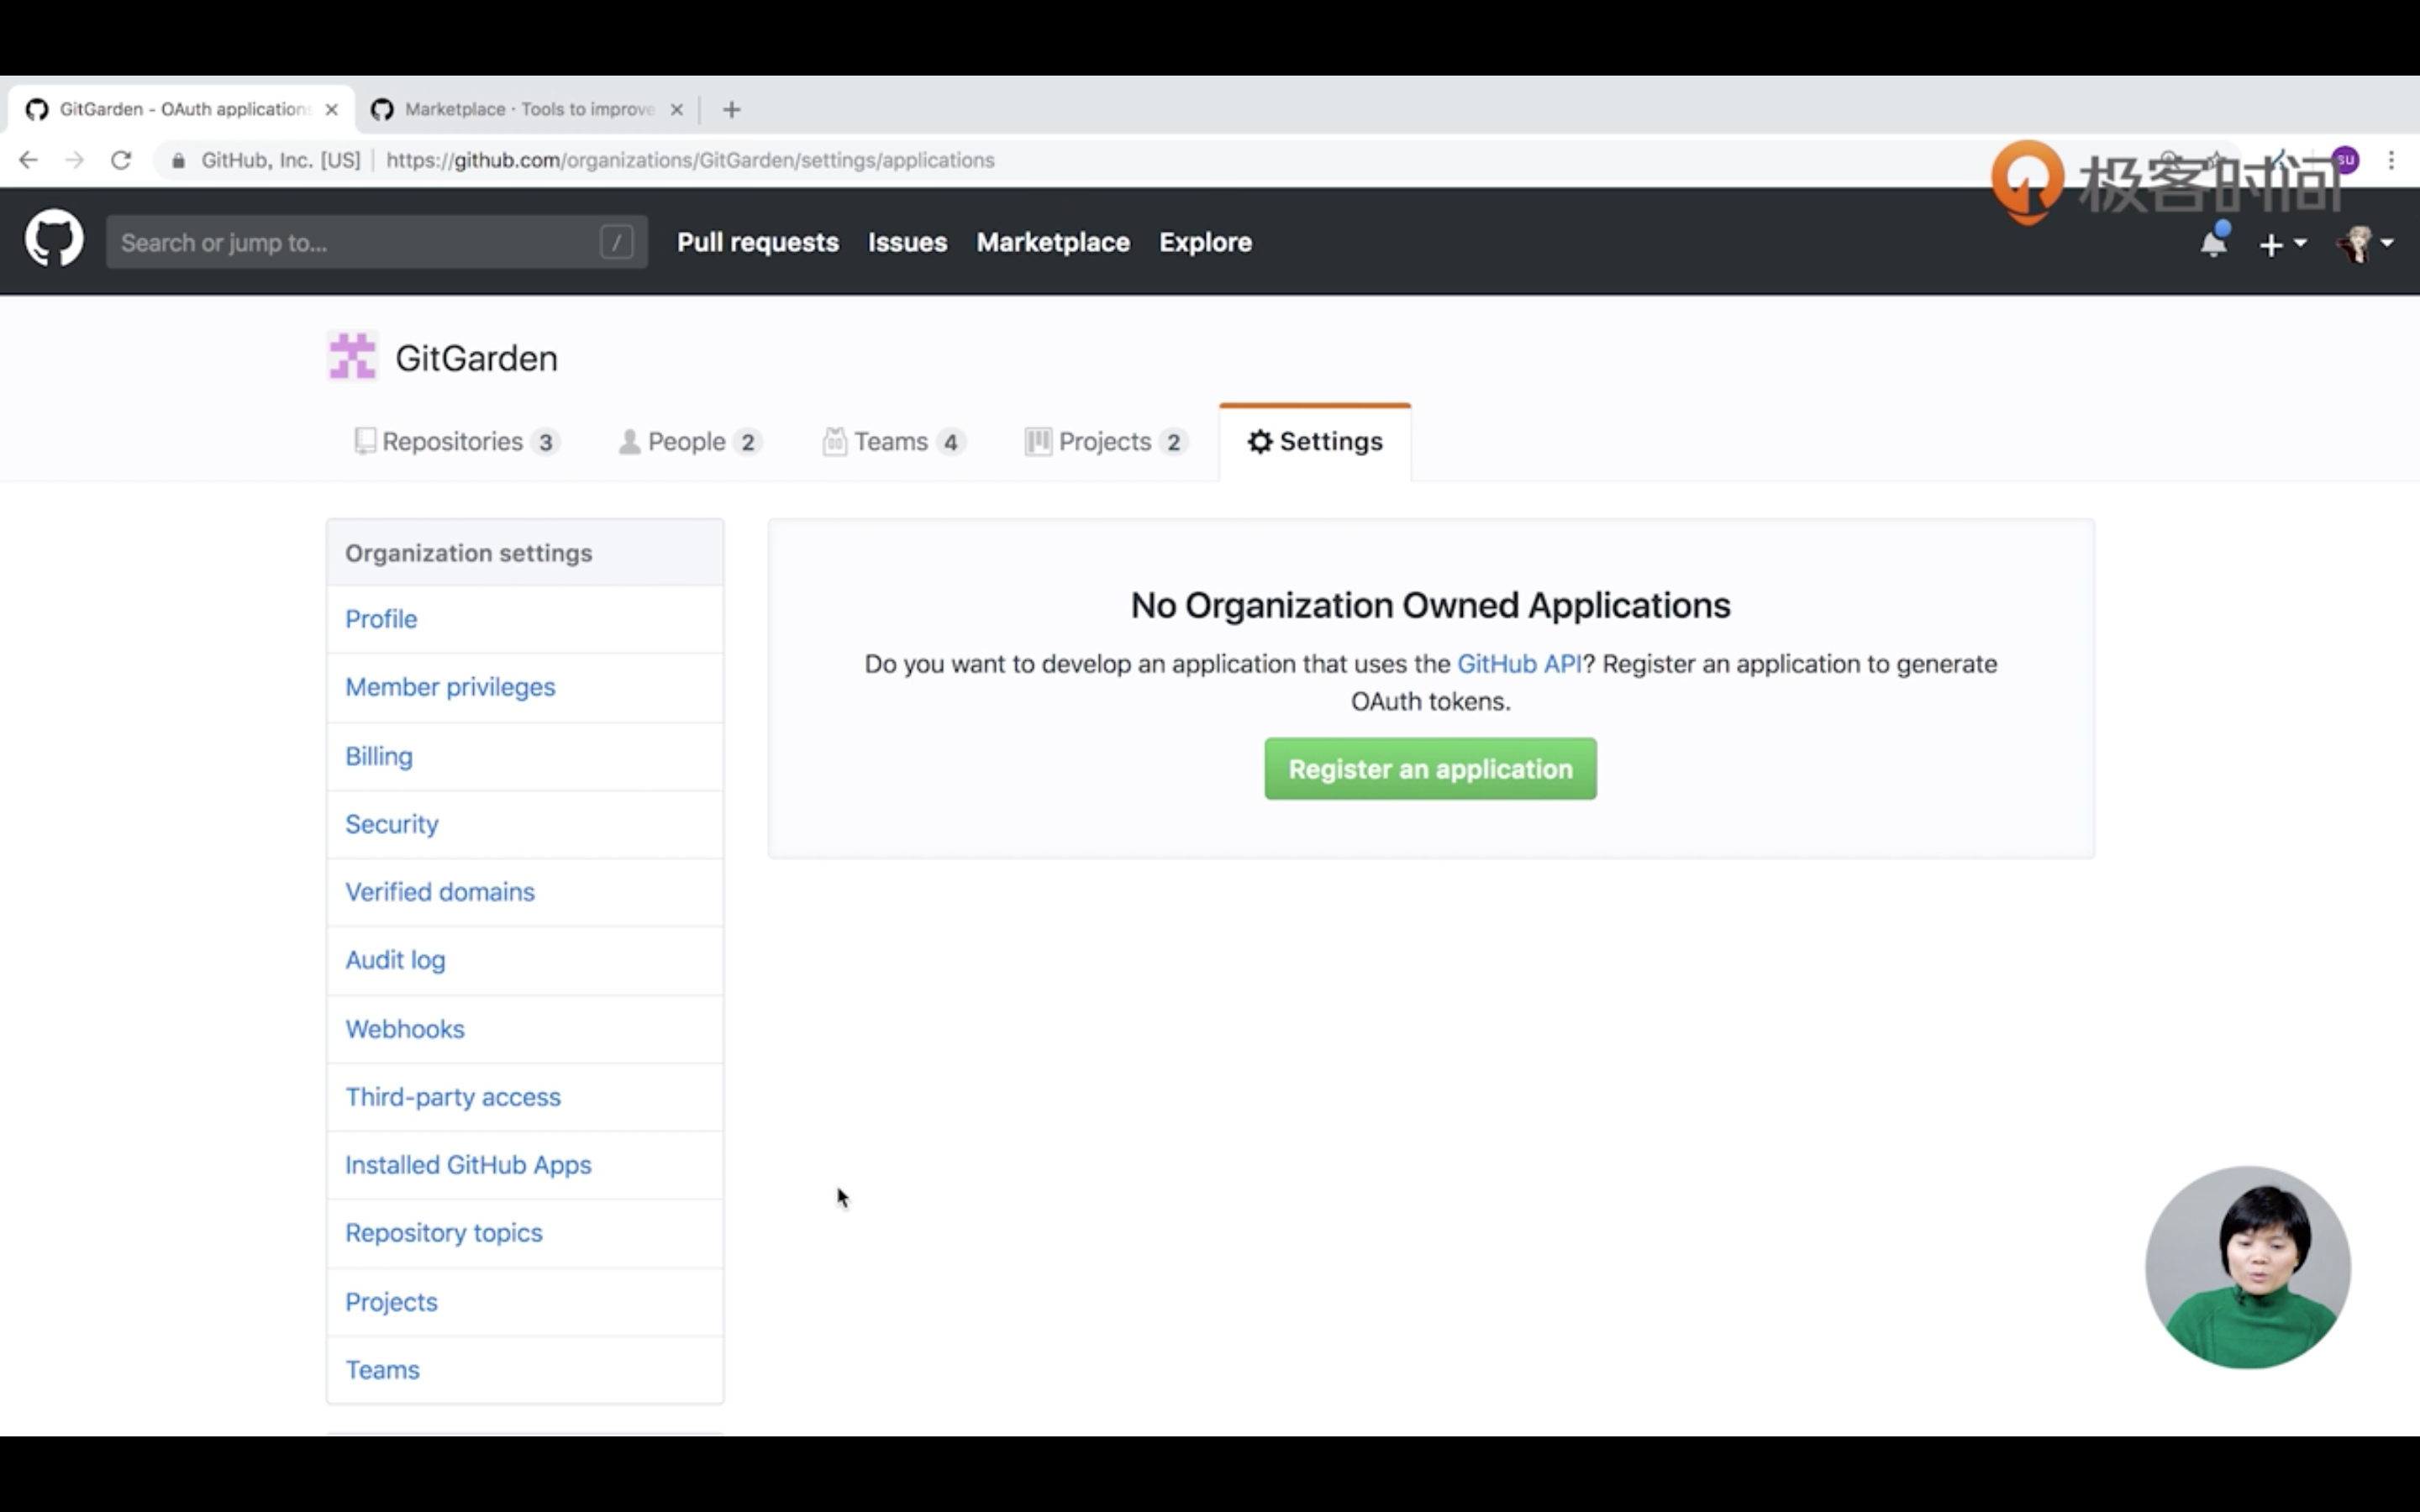 GitGarden - OAuth applications
Marketplace · Tools to improve
GitHub, Inc. [US] https://github.com/organizations/GitGarden/settings/applications
su
极客时间
Search or jump to... /
Pull requests Issues Marketplace Explore
GitGarden
Repositories 3 People 2 Teams 4 Projects 2 Settings
Organization settings
Profile
Member privileges
Billing
Security
Verified domains
Audit log
Webhooks
Third-party access
Installed GitHub Apps
Repository topics
Projects
Teams
No Organization Owned Applications
Do you want to develop an application that uses the GitHub API? Register an application to generate
OAuth tokens.
Register an application